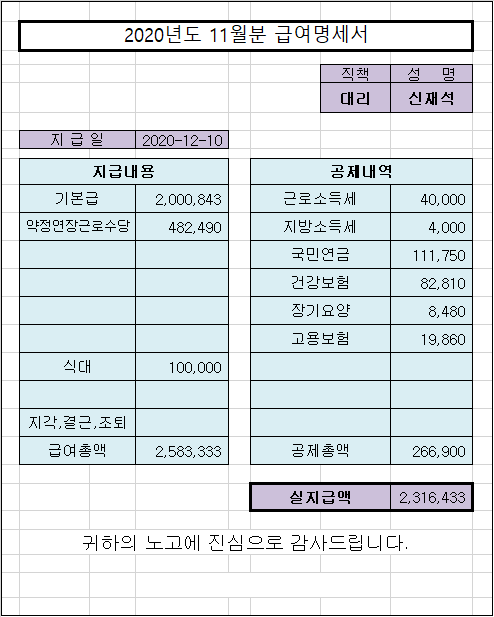 2020년도 11월분 급여명세서
직책 성 명
대리 신재석
지 급 일 2020-12-10
지급내용 공제내역
기본급 2,000,843 근로소득세 40,000
약정연장근로수당 482,490 지방소득세 4,000
국민연금 111,750
건강보험 82,810
장기요양 8,480
고용보험 19,860
식대 100,000
지각,결근,조퇴
급여총액 2,583,333 공제총액 266,900
실지급액 2,316,433
귀하의 노고에 진심으로 감사드립니다.